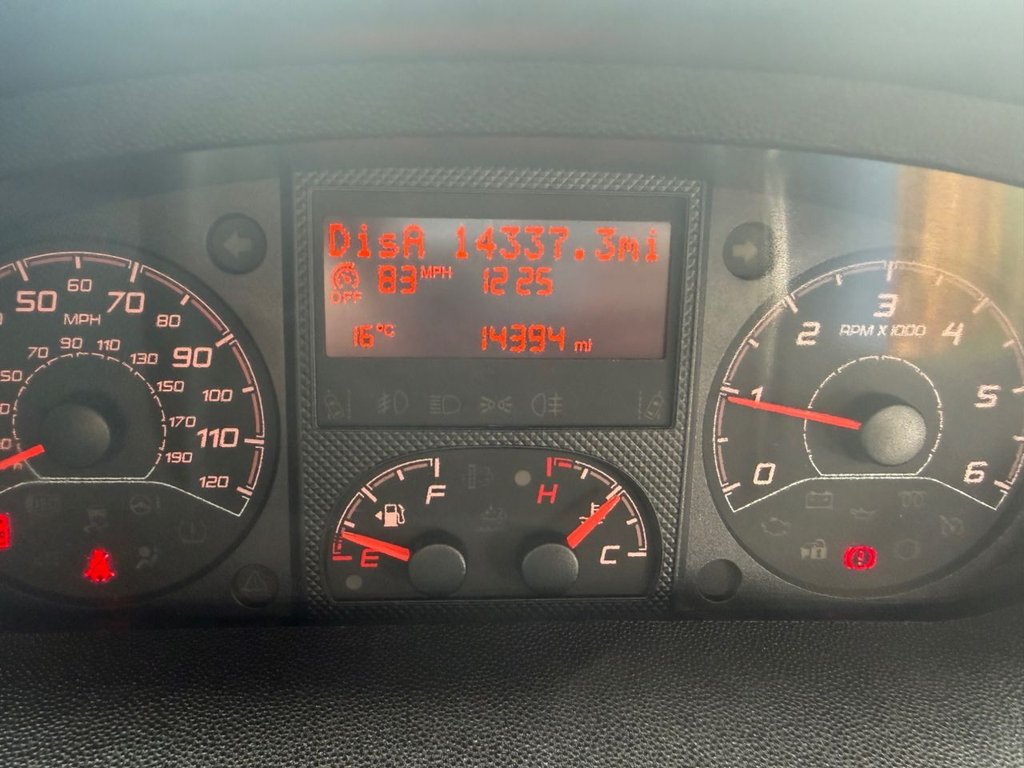 DisA 14337.3mi
OFF 83 MPH 12 25
16°C 14394 mi
50 60 70 80 90 100 110 120
MPH
50 70 90 110 130 150 170 190
0 1 2 3 4 5 6
RPM X 1000
E F
H C